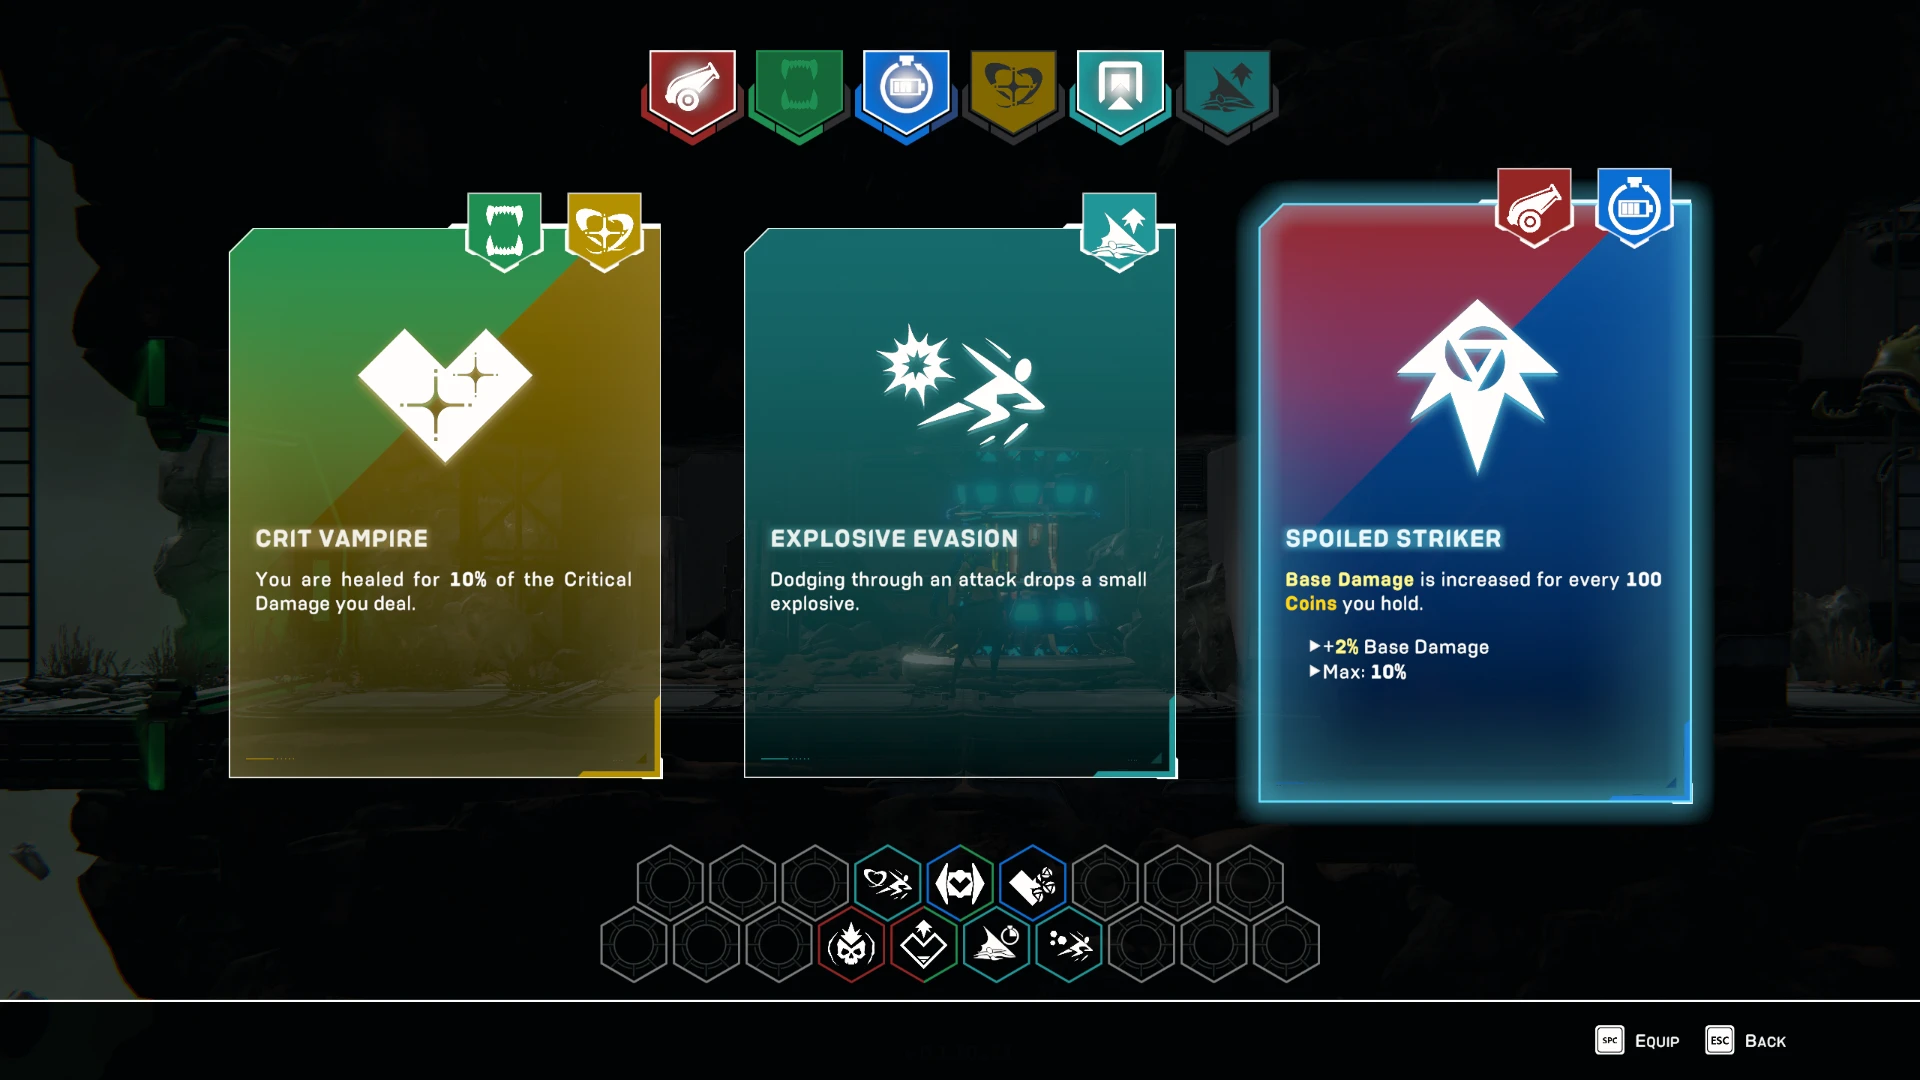 CRIT VAMPIRE
You are healed for 10% of the Critical
Damage you deal.
EXPLOSIVE EVASION
Dodging through an attack drops a small
explosive.
SPOILED STRIKER
Base Damage is increased for every 100
Coins you hold.
►+2% Base Damage
►Max: 10%
SPC EQUIP ESC BACK